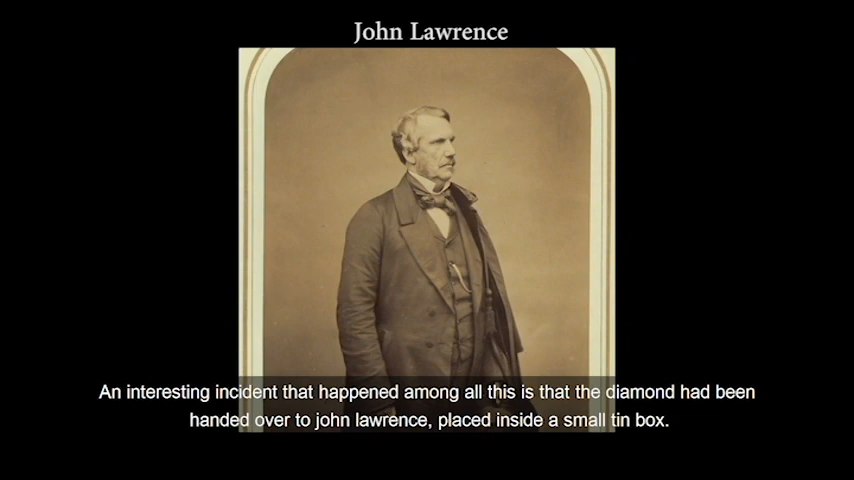 John Lawrence
An interesting incident that happened among all this is that the diamond had been
handed over to john lawrence, placed inside a small tin box.